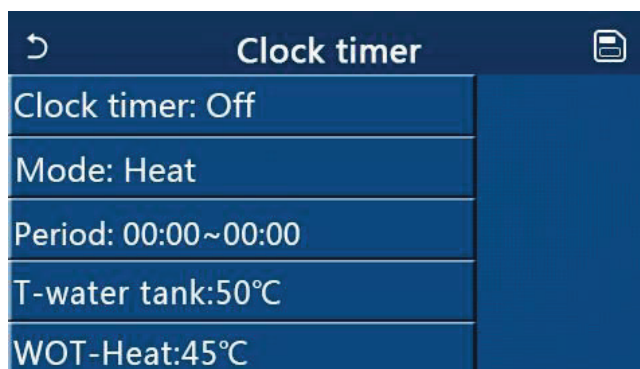 Clock timer
Clock timer: Off
Mode: Heat
Period: 00:00~00:00
T-water tank:50℃
WOT-Heat:45℃